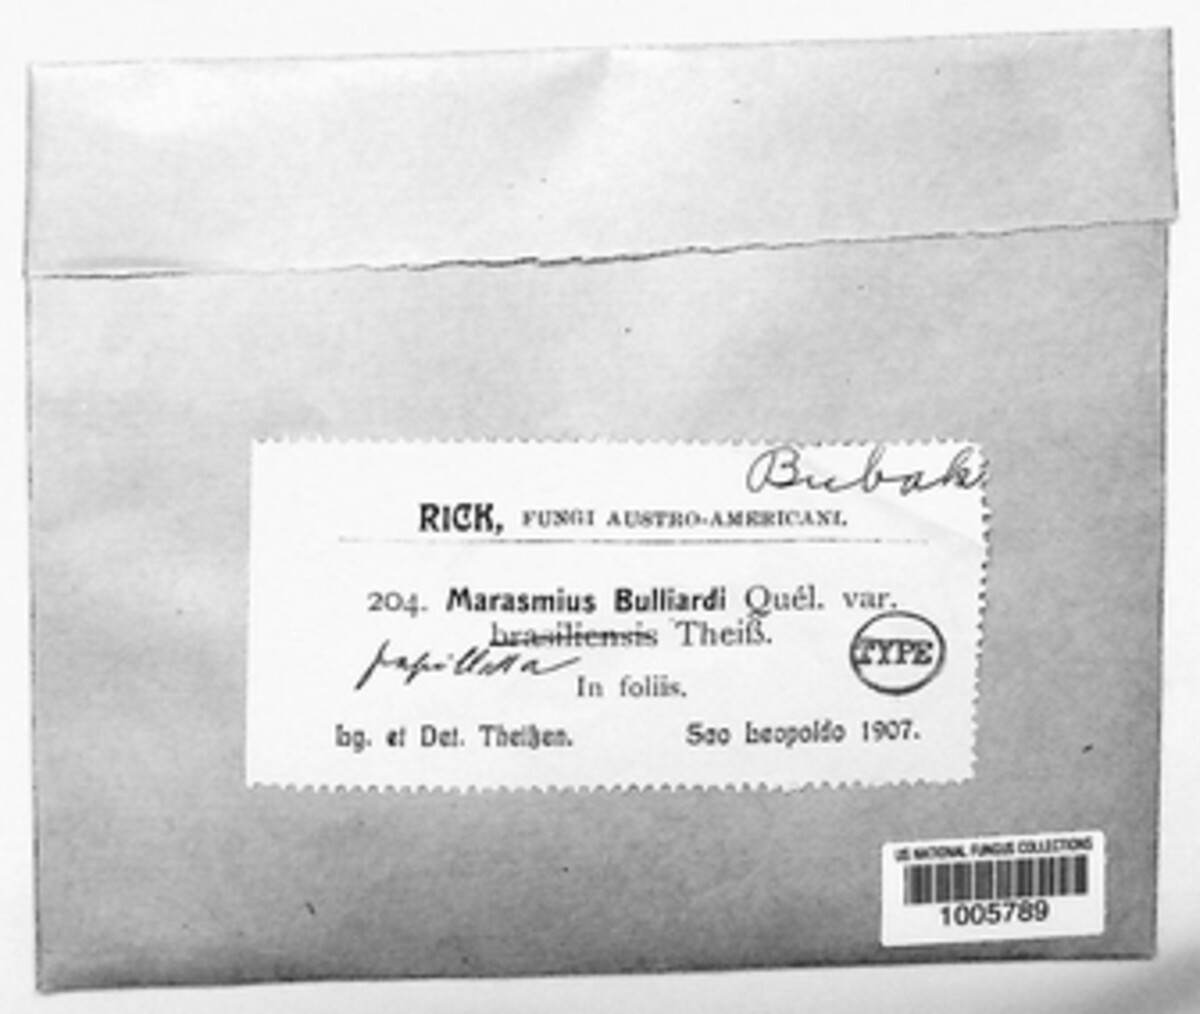 Bubak
RICK, FUNGI AUSTRO-AMERICANI.
204. Marasmius Bulliardi Quél. var.
brasiliensis Theiß.
papillata
TYPE
In foliis.
lg. et Det. Theißen. Sao Leopoldo 1907.
US NATIONAL FUNGUS COLLECTIONS
1005789